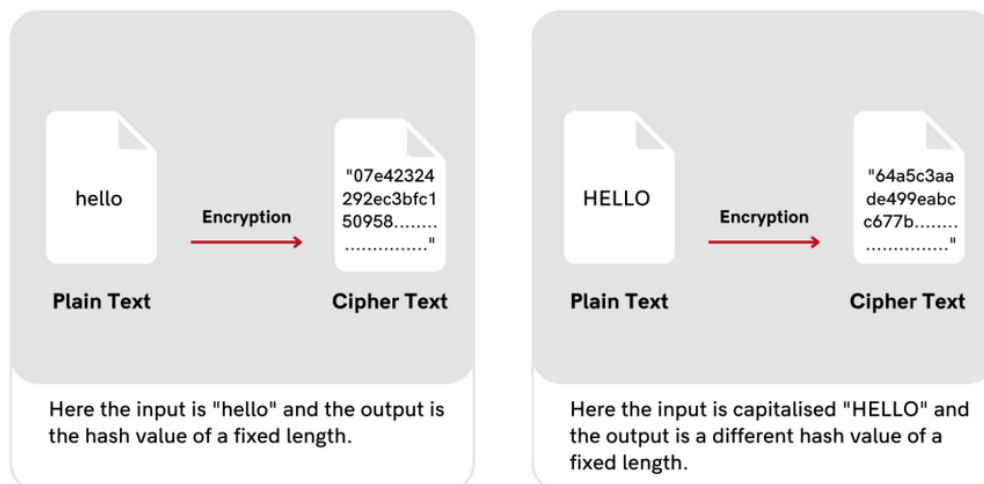 hello
Encryption
"07e42324
292ec3bfc1
50958........
..............."
Plain Text
Cipher Text
Here the input is "hello" and the output is
the hash value of a fixed length.
HELLO
Encryption
"64a5c3aa
de499eabc
c677b........
..............."
Plain Text
Cipher Text
Here the input is capitalised "HELLO" and
the output is a different hash value of a
fixed length.